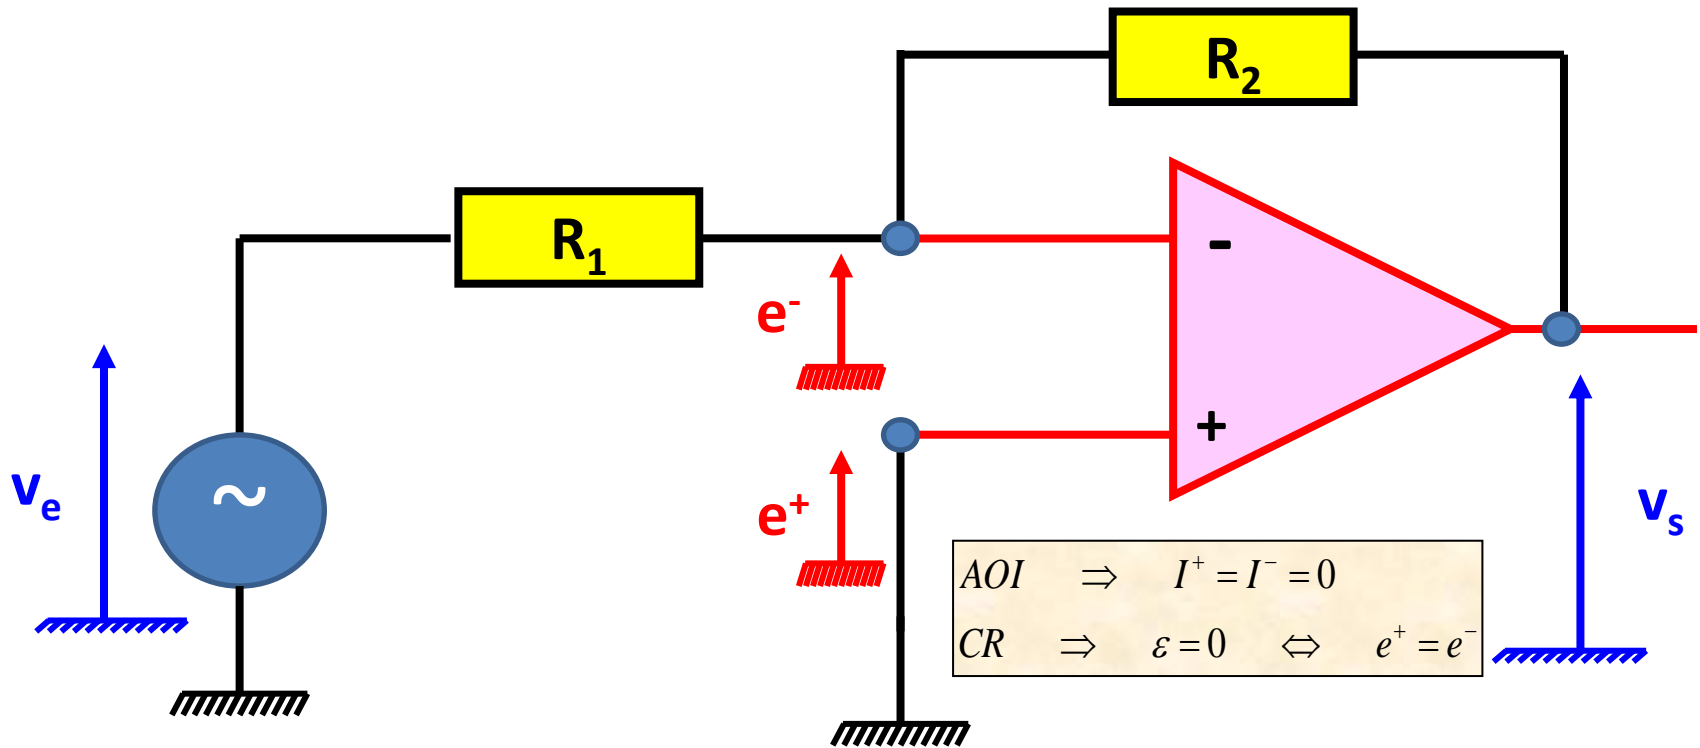 R₂
R₁
-
e⁻
~
+
vₑ
e⁺
vₛ
AOI ⇒ I⁺ = I⁻ = 0
CR ⇒ ε = 0 ⇔ e⁺ = e⁻